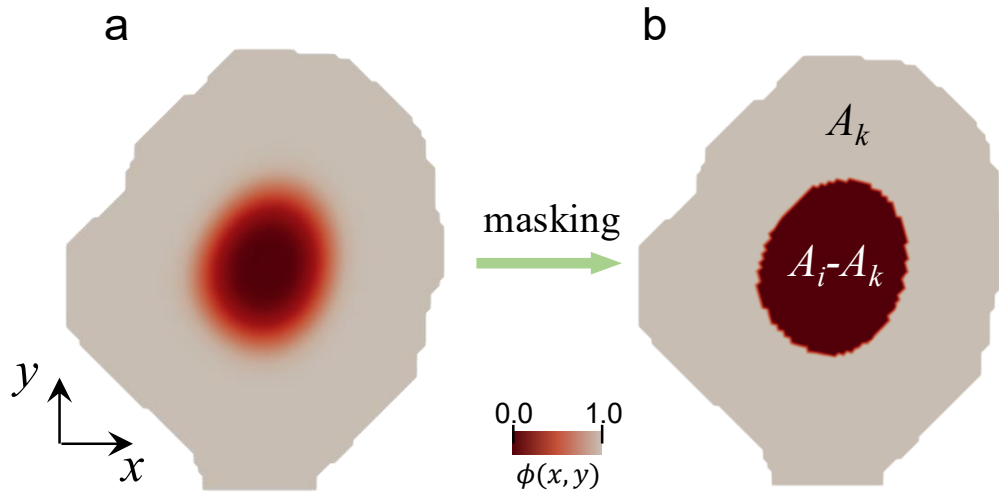 a
b
A_k
masking
A_i-A_k
y
x
0.0 1.0
ϕ(x, y)